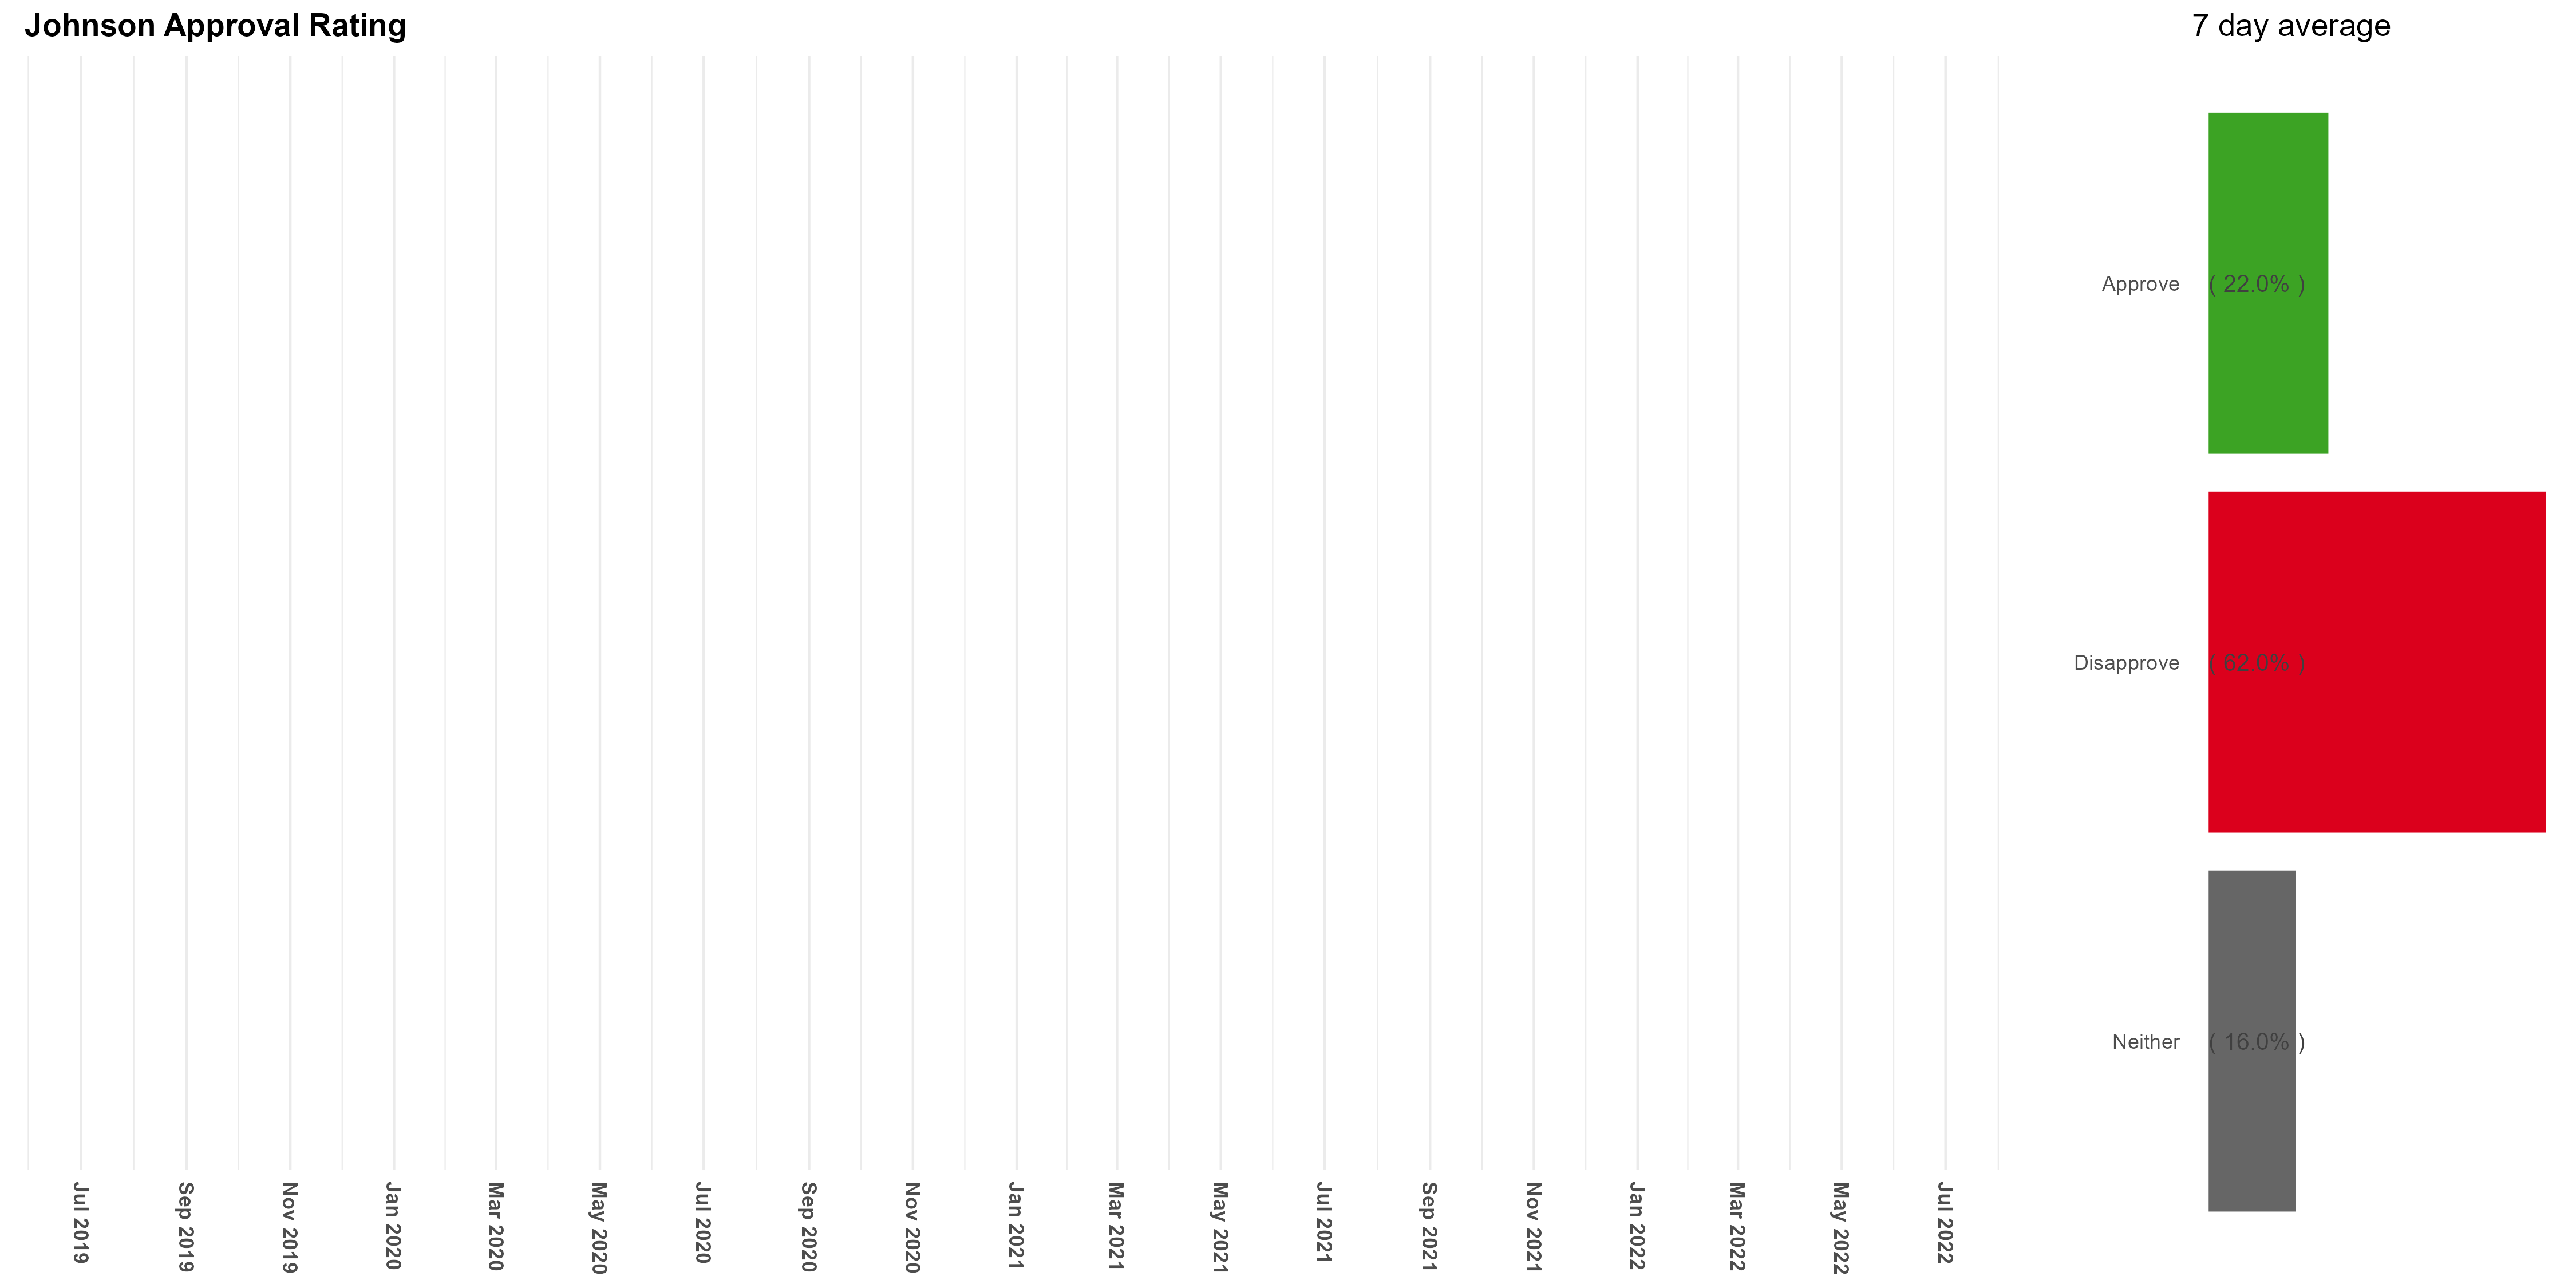 Johnson Approval Rating
7 day average
Approve
( 22.0% )
Disapprove
( 62.0% )
Neither
( 16.0% )
Jul 2019
Sep 2019
Nov 2019
Jan 2020
Mar 2020
May 2020
Jul 2020
Sep 2020
Nov 2020
Jan 2021
Mar 2021
May 2021
Jul 2021
Sep 2021
Nov 2021
Jan 2022
Mar 2022
May 2022
Jul 2022